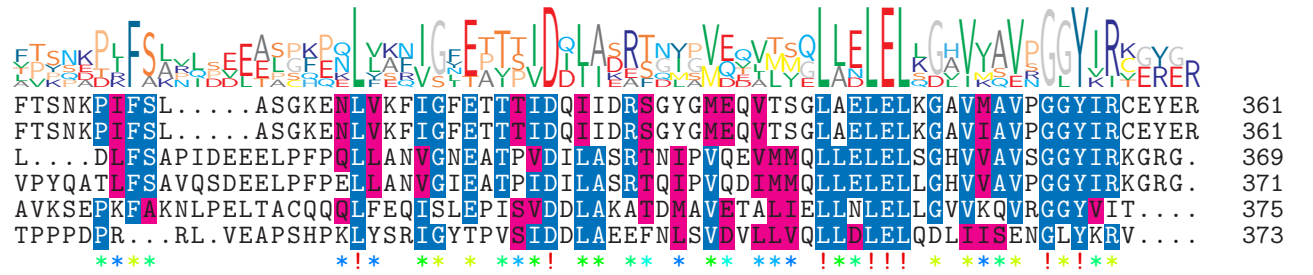 FTSNKPIFSL.....ASGKENLVKFIGFETTTIDQIIDRSGYGMEQVTSGLAELELKGAVMAVPGGYIRCEYER 361
FTSNKPIFSL.....ASGKENLVKFIGFETTTIDQIIDRSGYGMEQVTSGLAELELKGAVIAVPGGYIRCEYER 361
L....DLFSAPIDEEELPFPQLLANVGNEATPVDILASRTNIPVQEVMMQLLELELSGHVVAVSGGYIRKGRG. 369
VPYQATLFSAVQSDEELPFPELLANVGIEATPIDILASRTQIPVQDIMMQLLELELLGHVVAVPGGYIRKGRG. 371
AVKSEPKFAKNLPELTACQQQLFEQISLEPISVDDLAKATDMAVETALIELLNLELLGVVKQVRGGYVIT.... 375
TPPPDPR...RL.VEAPSHPKLYSRIGYTPVSIDDLAEEFNLSVDVLLVQLLDLELQDLIISENGLYKRV.... 373
**** *!* ** * ***! *** * ** *** !**!!! * ** !*!**